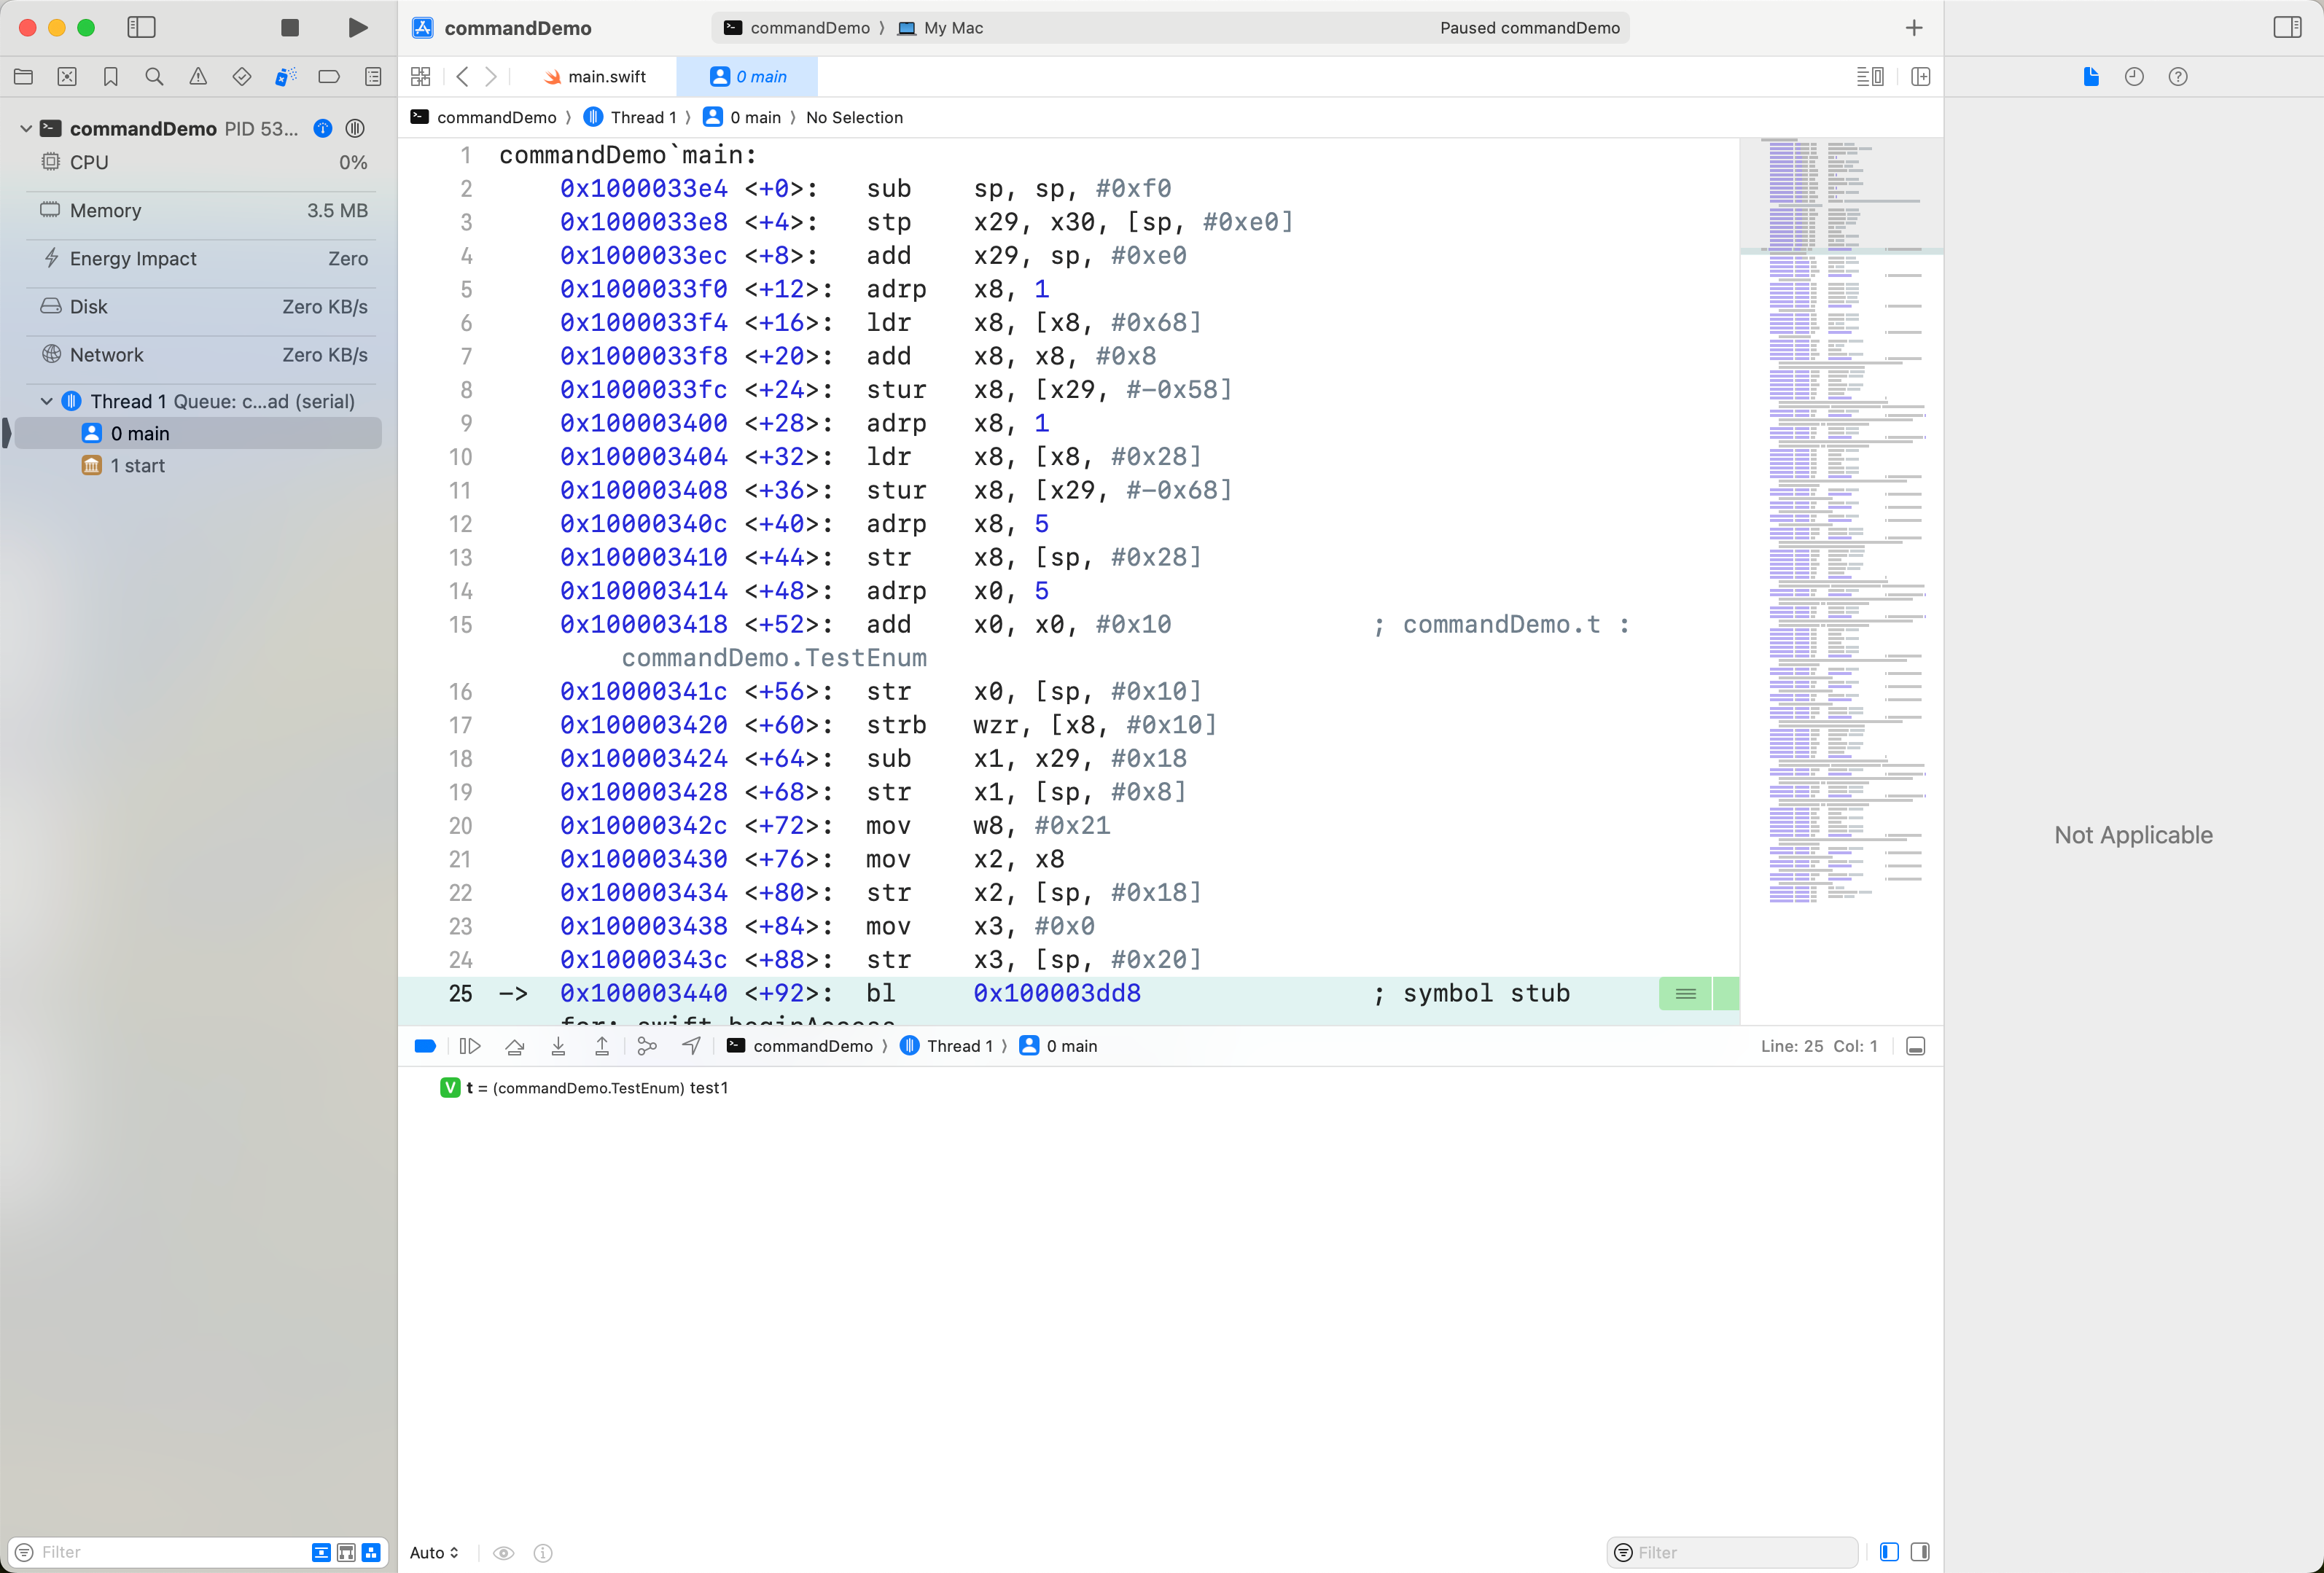 commandDemo
commandDemo 〉 My Mac
Paused commandDemo
main.swift
0 main
commandDemo PID 53...
CPU 0%
Memory 3.5 MB
Energy Impact Zero
Disk Zero KB/s
Network Zero KB/s
Thread 1 Queue: c...ad (serial)
0 main
1 start
Filter
commandDemo 〉 Thread 1 〉 0 main 〉 No Selection
1 commandDemo`main:
2 0x1000033e4 <+0>: sub sp, sp, #0xf0
3 0x1000033e8 <+4>: stp x29, x30, [sp, #0xe0]
4 0x1000033ec <+8>: add x29, sp, #0xe0
5 0x1000033f0 <+12>: adrp x8, 1
6 0x1000033f4 <+16>: ldr x8, [x8, #0x68]
7 0x1000033f8 <+20>: add x8, x8, #0x8
8 0x1000033fc <+24>: stur x8, [x29, #-0x58]
9 0x100003400 <+28>: adrp x8, 1
10 0x100003404 <+32>: ldr x8, [x8, #0x28]
11 0x100003408 <+36>: stur x8, [x29, #-0x68]
12 0x10000340c <+40>: adrp x8, 5
13 0x100003410 <+44>: str x8, [sp, #0x28]
14 0x100003414 <+48>: adrp x0, 5
15 0x100003418 <+52>: add x0, x0, #0x10 ; commandDemo.t :
commandDemo.TestEnum
16 0x10000341c <+56>: str x0, [sp, #0x10]
17 0x100003420 <+60>: strb wzr, [x8, #0x10]
18 0x100003424 <+64>: sub x1, x29, #0x18
19 0x100003428 <+68>: str x1, [sp, #0x8]
20 0x10000342c <+72>: mov w8, #0x21
21 0x100003430 <+76>: mov x2, x8
22 0x100003434 <+80>: str x2, [sp, #0x18]
23 0x100003438 <+84>: mov x3, #0x0
24 0x10000343c <+88>: str x3, [sp, #0x20]
25 -> 0x100003440 <+92>: bl 0x100003dd8 ; symbol stub
for: swift_beginAccess
commandDemo 〉 Thread 1 〉 0 main
Line: 25 Col: 1
V t = (commandDemo.TestEnum) test1
Auto
Filter
Not Applicable